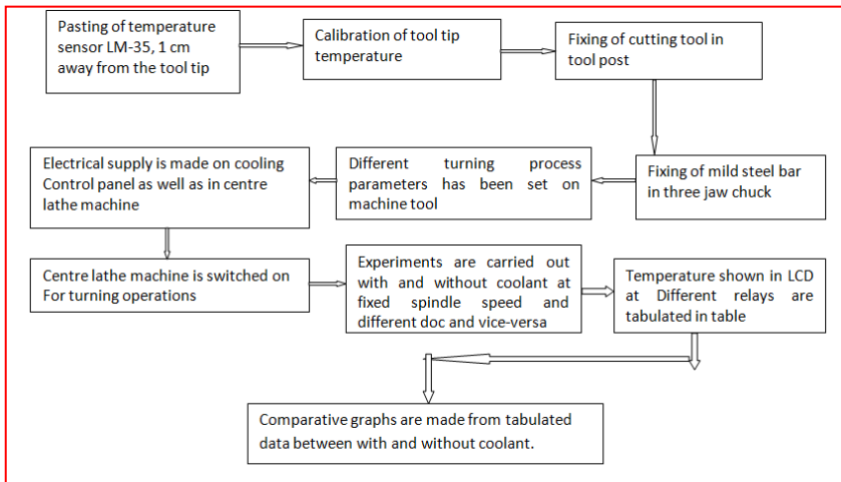 Pasting of temperature
sensor LM-35, 1 cm
away from the tool tip
Calibration of tool tip
temperature
Fixing of cutting tool in
tool post
Fixing of mild steel bar
in three jaw chuck
Different turning process
parameters has been set on
machine tool
Electrical supply is made on cooling
Control panel as well as in centre
lathe machine
Centre lathe machine is switched on
For turning operations
Experiments are carried out
with and without coolant at
fixed spindle speed and
different doc and vice-versa
Temperature shown in LCD
at Different relays are
tabulated in table
Comparative graphs are made from tabulated
data between with and without coolant.